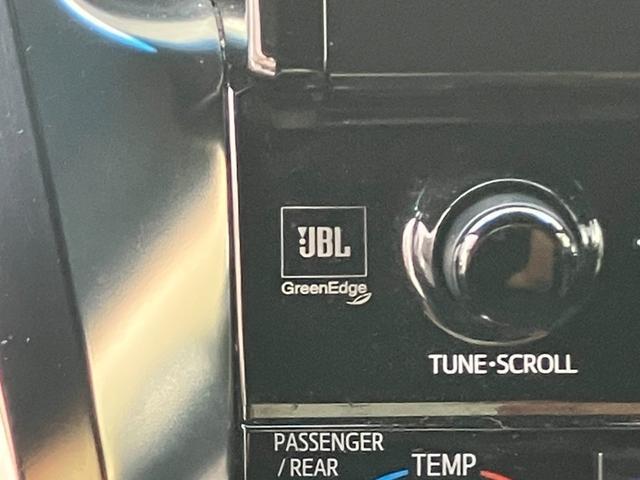 JBL
GreenEdge
TUNE•SCROLL
PASSENGER
/REAR
TEMP